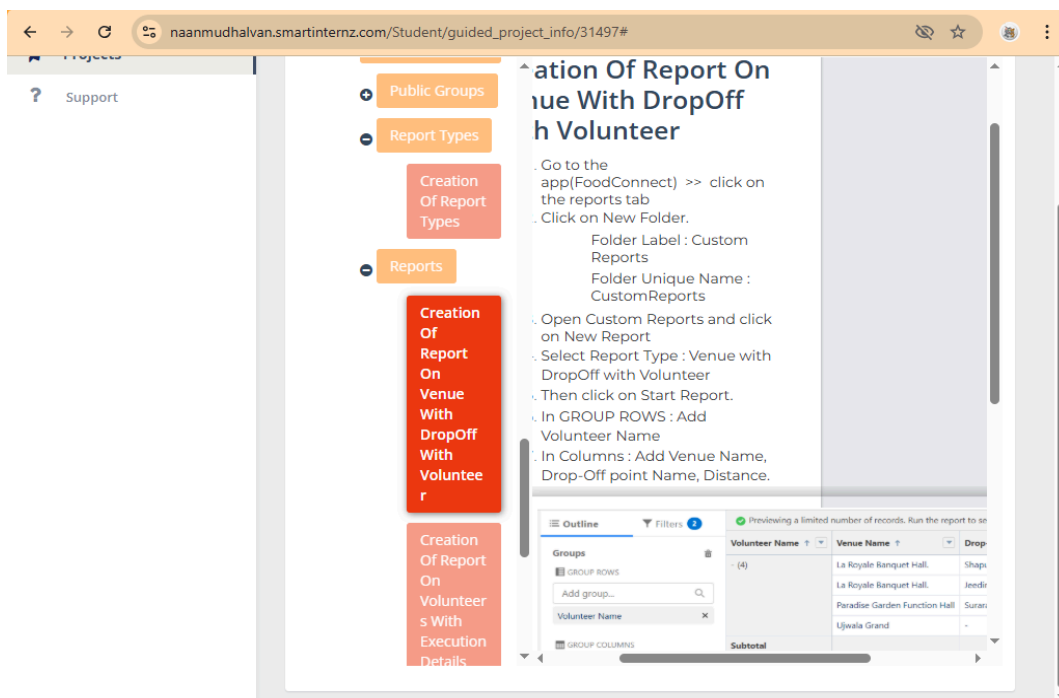 naanmudhalvan.smartinternz.com/Student/guided_project_info/31497#
Projects
? Support
Public Groups
Report Types
Creation
Of Report
Types
Reports
Creation
Of
Report
On
Venue
With
DropOff
With
Voluntee
r
Creation
Of Report
On
Volunteer
s With
Execution
Details
ation Of Report On
nue With DropOff
h Volunteer
. Go to the
app(FoodConnect) >> click on
the reports tab
. Click on New Folder.
Folder Label : Custom
Reports
Folder Unique Name :
CustomReports
. Open Custom Reports and click
on New Report
. Select Report Type : Venue with
DropOff with Volunteer
. Then click on Start Report.
. In GROUP ROWS : Add
Volunteer Name
. In Columns : Add Venue Name,
Drop-Off point Name, Distance.
Outline Filters 2
Groups
GROUP ROWS
Add group...
Volunteer Name
GROUP COLUMNS
Previewing a limited number of records. Run the report to se
Volunteer Name Venue Name Drop-
- (4) La Royale Banquet Hall. Shapu
La Royale Banquet Hall. Jeedir
Paradise Garden Function Hall Surar
Ujwala Grand -
Subtotal